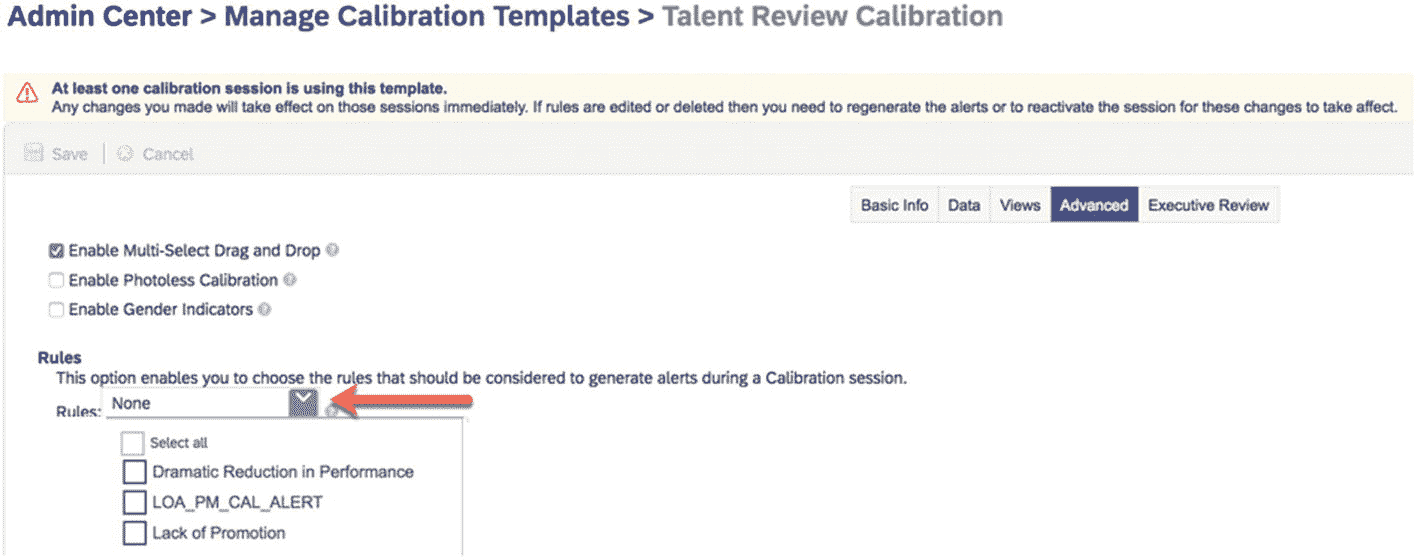 Admin Center > Manage Calibration Templates > Talent Review Calibration
At least one calibration session is using this template.
Any changes you made will take effect on those sessions immediately. If rules are edited or deleted then you need to regenerate the alerts or to reactivate the session for these changes to take affect.
Save | Cancel
Basic Info Data Views Advanced Executive Review
Enable Multi-Select Drag and Drop
Enable Photoless Calibration
Enable Gender Indicators
Rules
This option enables you to choose the rules that should be considered to generate alerts during a Calibration session.
Rules: None
Select all
Dramatic Reduction in Performance
LOA_PM_CAL_ALERT
Lack of Promotion